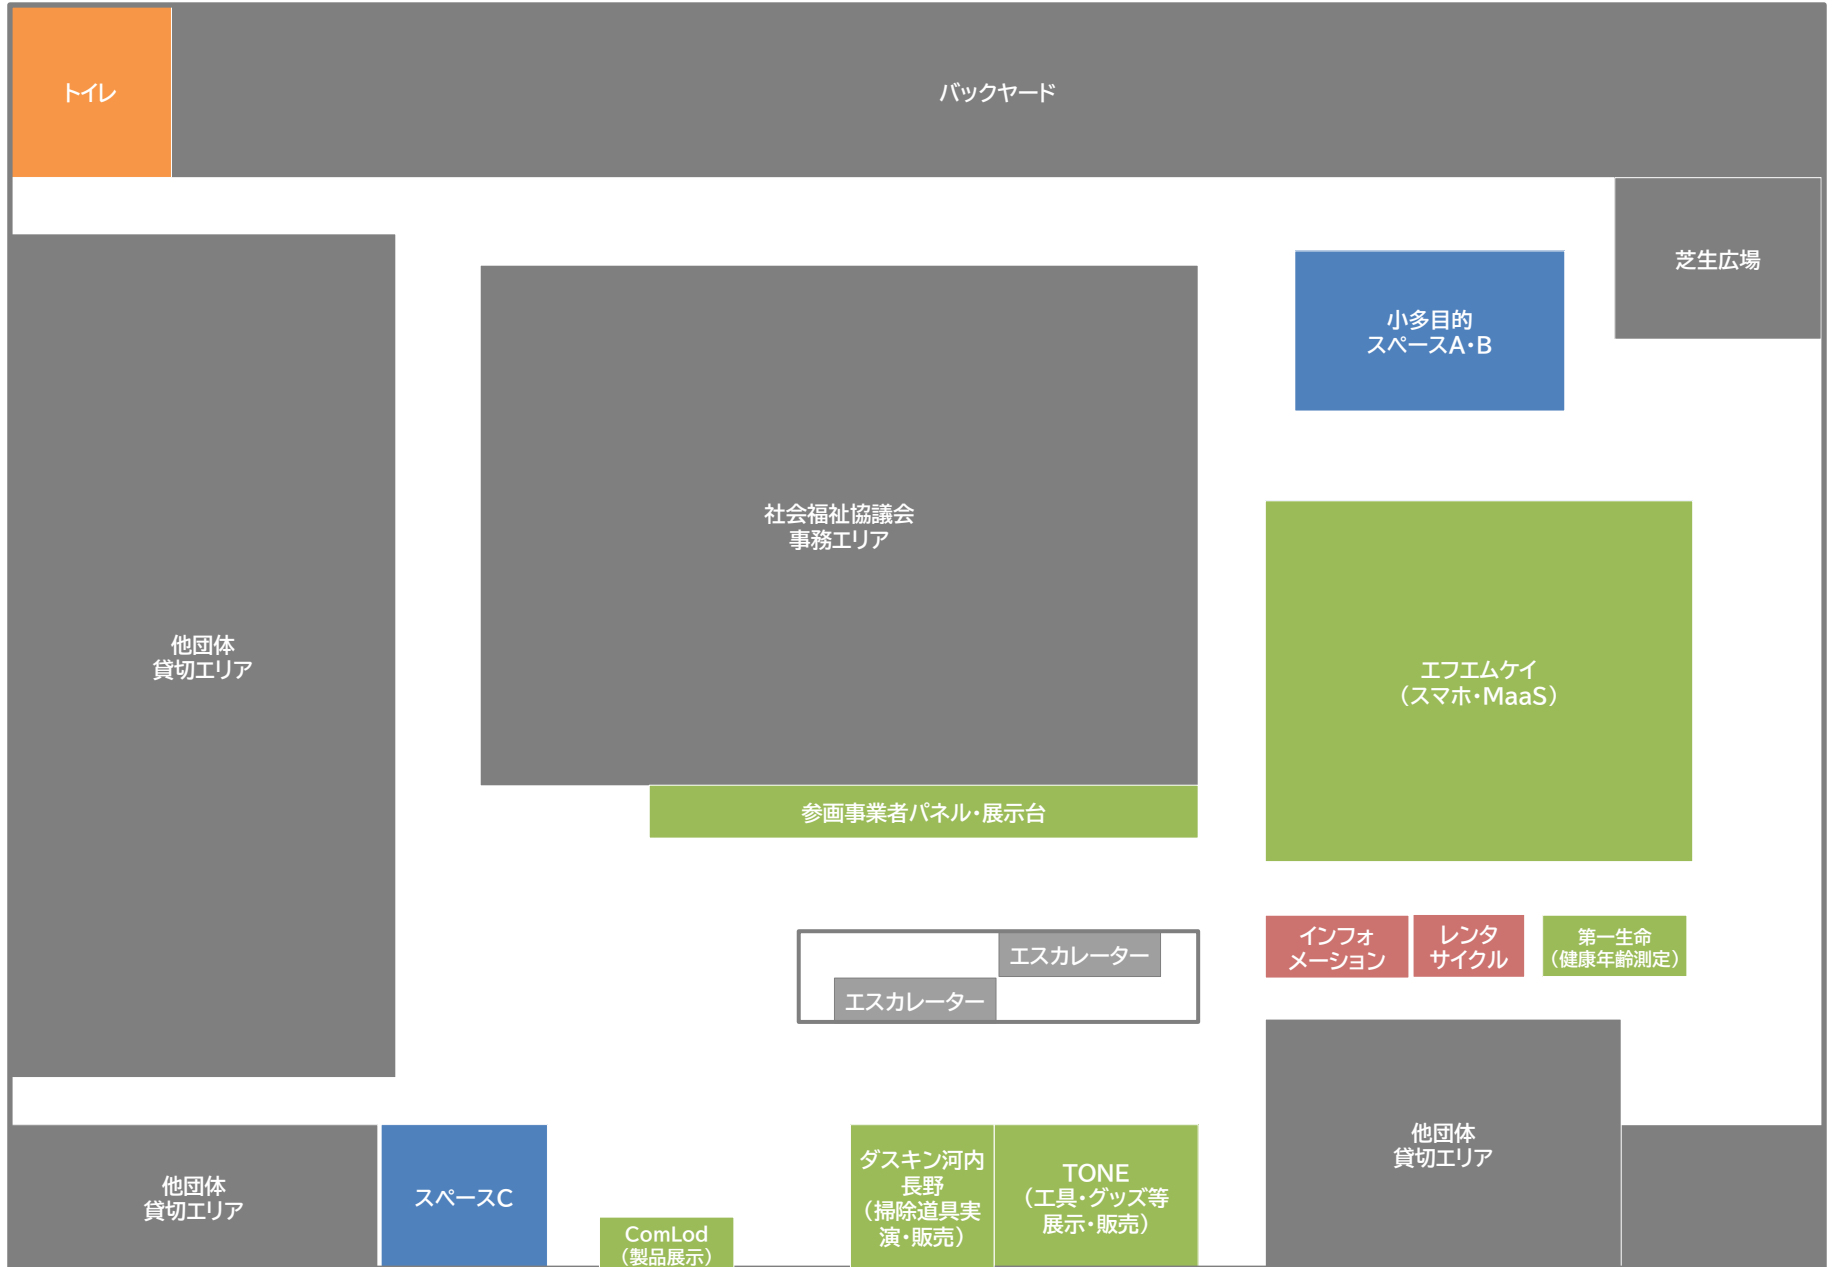 トイレ
バックヤード
芝生広場
小多目的
スペースA・B
社会福祉協議会
事務エリア
他団体
貸切エリア
エフエムケイ
（スマホ・MaaS）
参画事業者パネル・展示台
エスカレーター
エスカレーター
インフォ
メーション
レンタ
サイクル
第一生命
（健康年齢測定）
他団体
貸切エリア
スペースC
ComLod
（製品展示）
ダスキン河内
長野
（掃除道具実
演・販売）
TONE
（工具・グッズ等
展示・販売）
他団体
貸切エリア